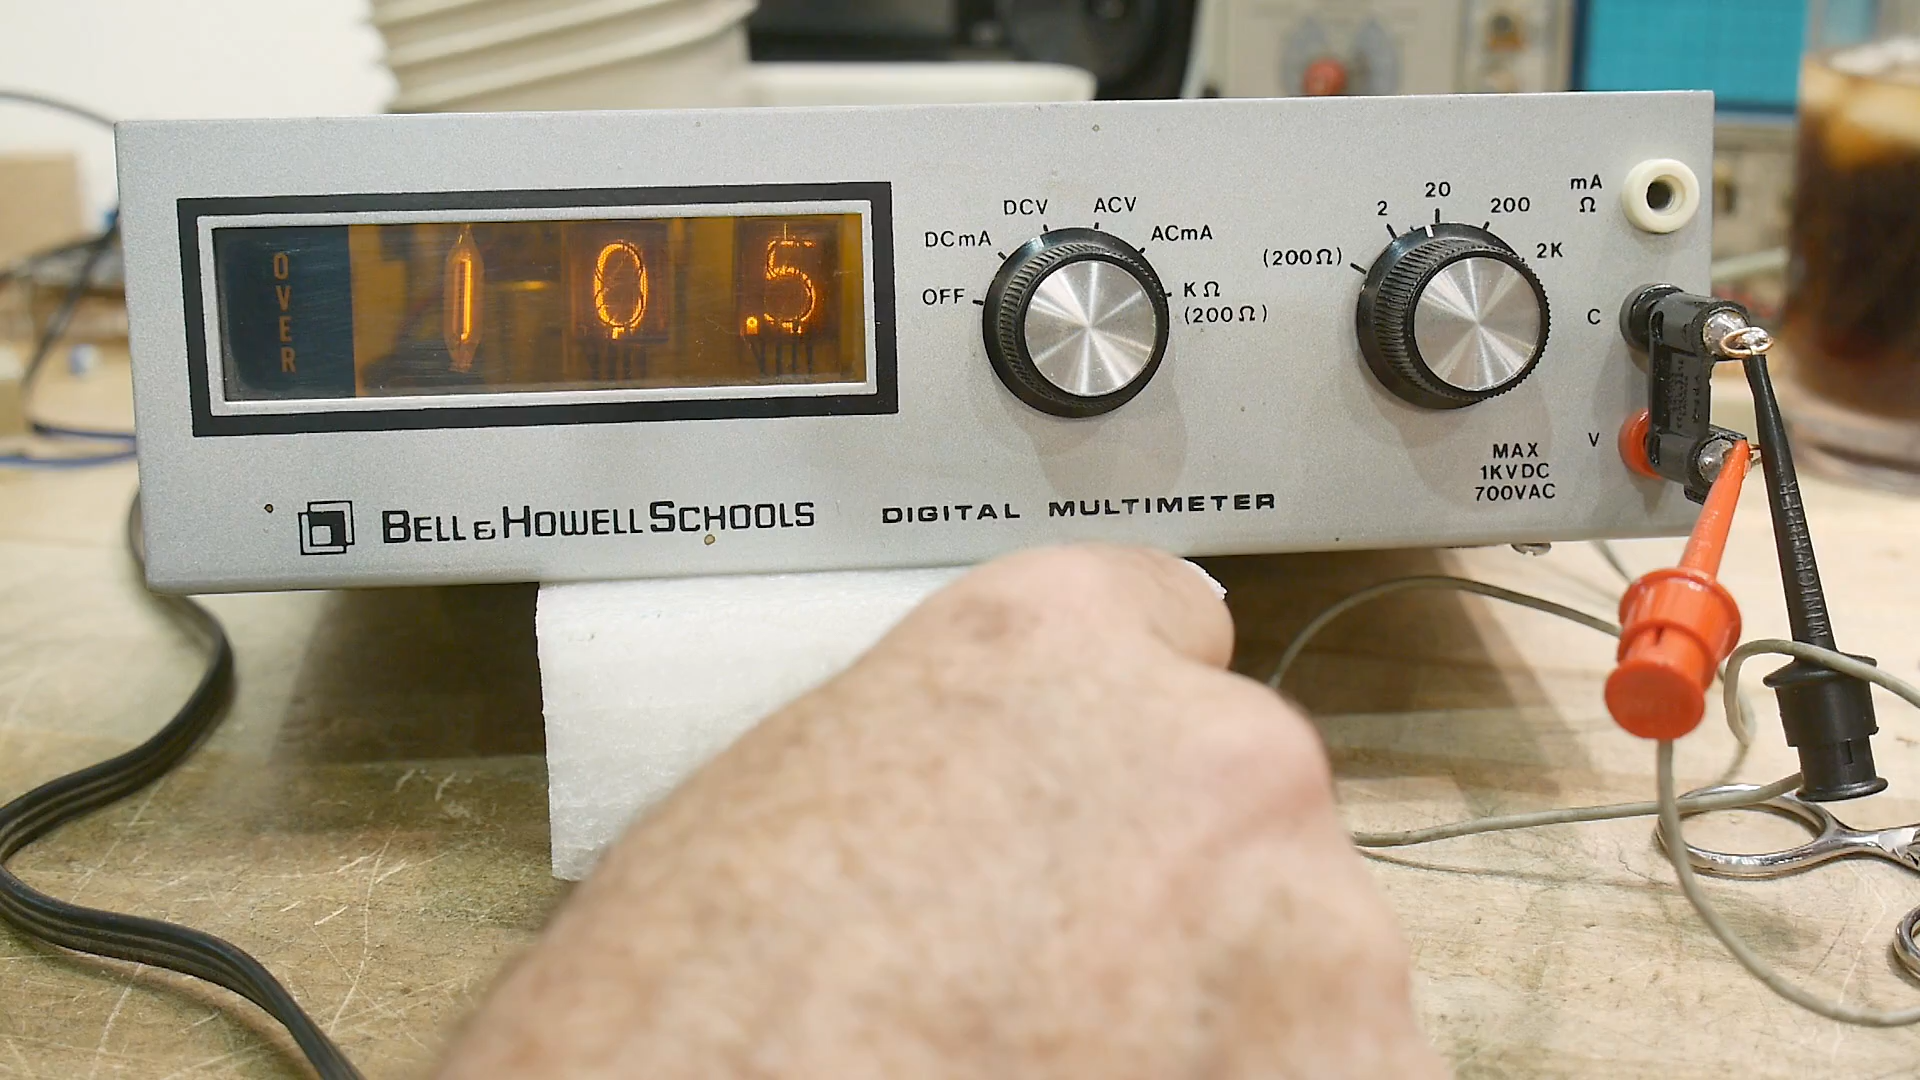 OVER
1 0 .5
OFF
DCmA
DCV
ACV
ACmA
KΩ
(200Ω)
(200Ω)
2
20
200
2K
mA
Ω
C
V
MAX
1KVDC
700VAC
BELL & HOWELL SCHOOLS
DIGITAL MULTIMETER
MINIGRABBER